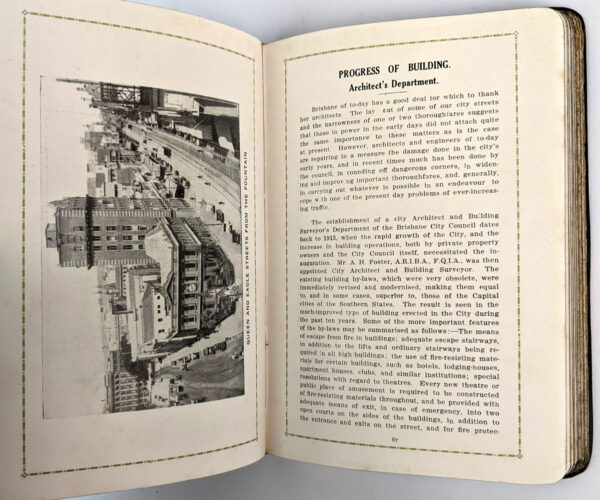 QUEEN AND EAGLE STREETS FROM THE FOUNTAIN
PROGRESS OF BUILDING.
Architect's Department.
Brisbane of to-day has a good deal for which to thank
her architects. The lay out of some of our city streets
and the narrowness of one or two thoroughfares suggests
that those in power in the early days did not attach quite
the same importance to these matters as is the case
at present. However, architects and engineers of to-day
are repairing in a measure the damage done in the city's
early years, and in recent times much has been done by
the council, in rounding off dangerous corners, in widen-
ing and improving important thoroughfares, and, generally,
in carrying out whatever is possible in an endeavour to
cope with one of the present day problems of ever-increas-
ing traffic.
The establishment of a city Architect and Building
Surveyor's Department of the Brisbane City Council dates
back to 1913, when the rapid growth of the City, and the
increase in building operations, both by private property
owners and the City Council itself, necessitated the in-
auguration. Mr. A. H. Foster, A.R.I.B.A., F.Q.I.A., was then
appointed City Architect and Building Surveyor. The
existing building by-laws, which were very obsolete, were
immediately revised and modernised, making them equal
to, and in some cases, superior to, those of the Capital
cities of the Southern States. The result is seen in the
much-improved type of building erected in the City during
the past ten years. Some of the more important features
of the by-laws may be summarised as follows:—The means
of escape from fire in buildings; adequate escape stairways,
in addition to the lifts and ordinary stairways being re-
quired in all high buildings; the use of fire-resisting mate-
rials for certain buildings, such as hotels, lodging-houses,
apartment houses, clubs, and similar institutions; special
resolutions with regard to theatres. Every new theatre or
public place of amusement is required to be constructed
of fire-resisting materials throughout, and be provided with
adequate means of exit, in case of emergency, into two
open courts on the sides of the buildings, in addition to
the entrance and exits on the street, and for fire protec-
67